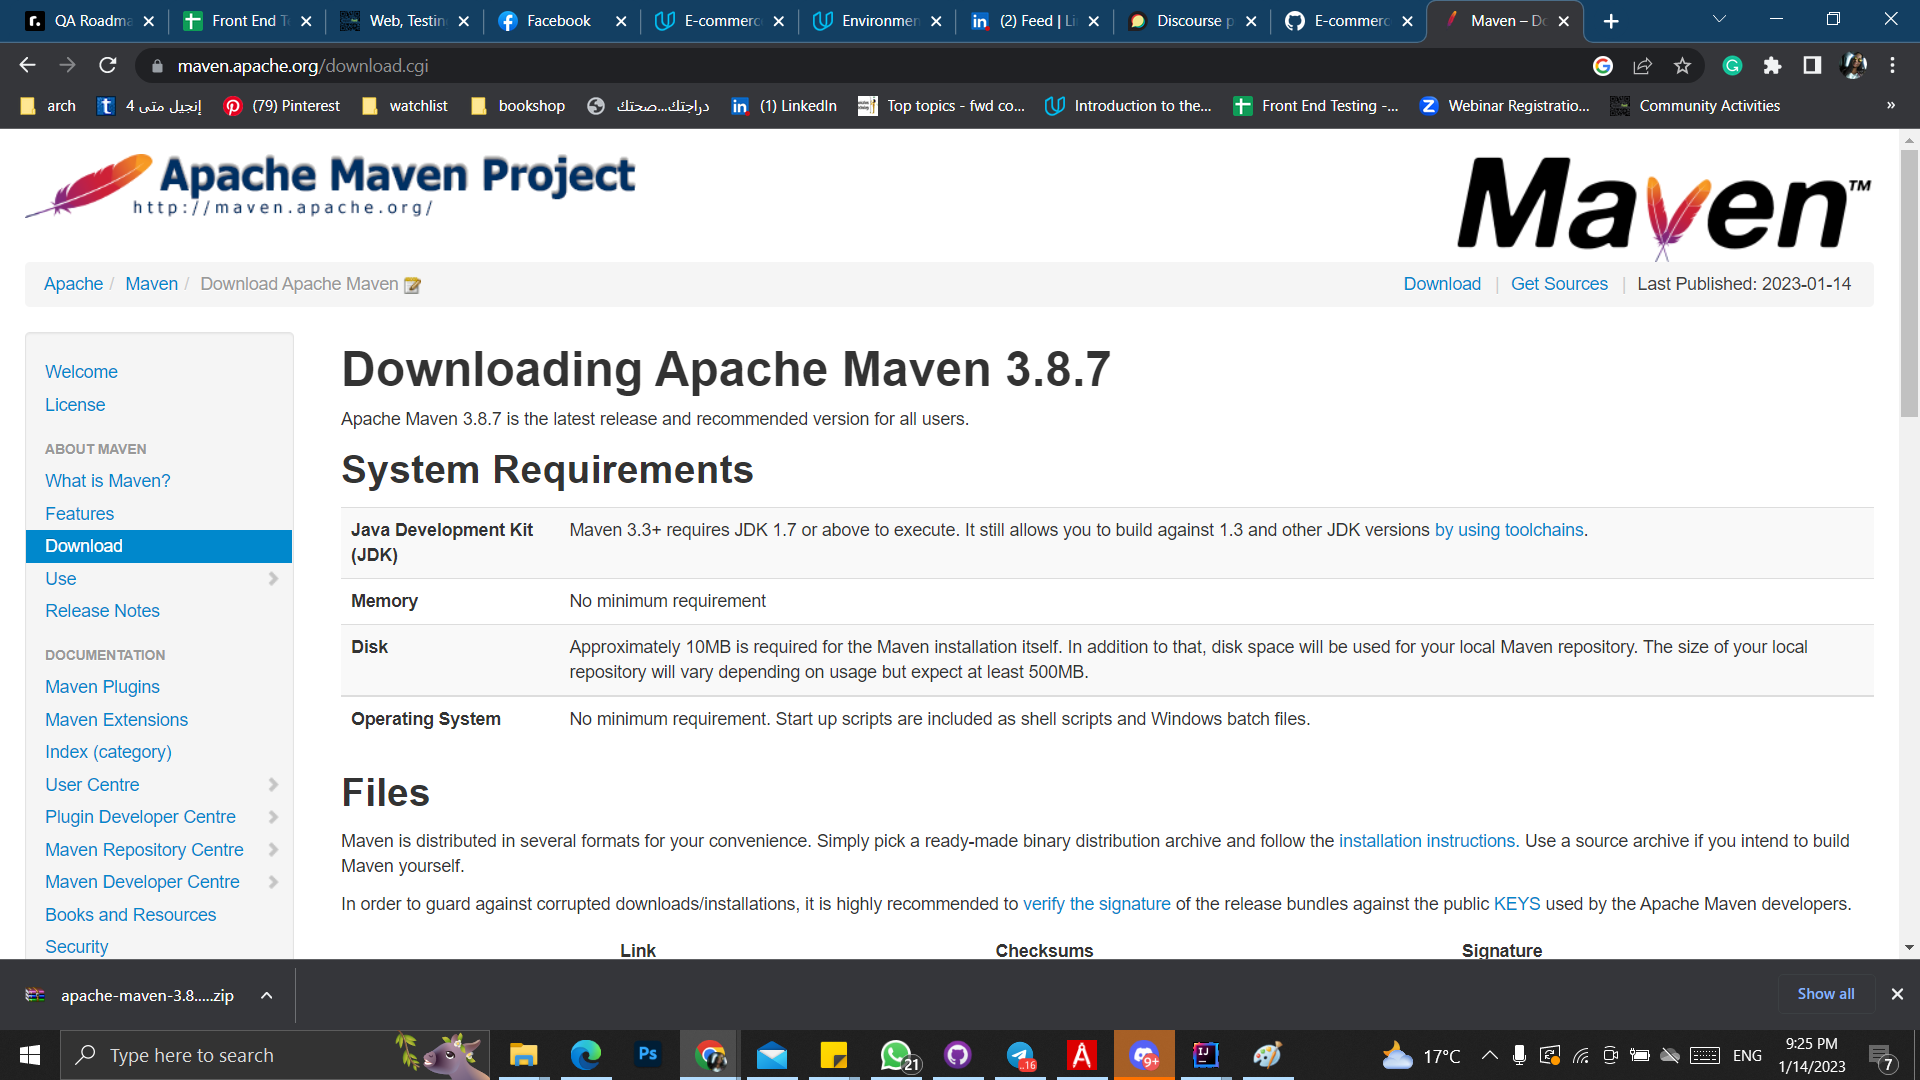 QA Roadma
Front End T
Web, Testin
Facebook
E-commerc
Environmen
(2) Feed | Li
Discourse p
E-commerc
Maven – Do
maven.apache.org/download.cgi
arch
إنجيل متى 4
(79) Pinterest
watchlist
bookshop
دراجتك...صحتك
(1) LinkedIn
Top topics - fwd co...
Introduction to the...
Front End Testing -...
Webinar Registratio...
Community Activities
»
Apache Maven Project
http://maven.apache.org/
Maven™
Apache / Maven / Download Apache Maven
Download | Get Sources | Last Published: 2023-01-14
Welcome
License
ABOUT MAVEN
What is Maven?
Features
Download
Use
Release Notes
DOCUMENTATION
Maven Plugins
Maven Extensions
Index (category)
User Centre
Plugin Developer Centre
Maven Repository Centre
Maven Developer Centre
Books and Resources
Security
Downloading Apache Maven 3.8.7
Apache Maven 3.8.7 is the latest release and recommended version for all users.
System Requirements
Java Development Kit
(JDK)
Maven 3.3+ requires JDK 1.7 or above to execute. It still allows you to build against 1.3 and other JDK versions by using toolchains.
Memory
No minimum requirement
Disk
Approximately 10MB is required for the Maven installation itself. In addition to that, disk space will be used for your local Maven repository. The size of your local
repository will vary depending on usage but expect at least 500MB.
Operating System
No minimum requirement. Start up scripts are included as shell scripts and Windows batch files.
Files
Maven is distributed in several formats for your convenience. Simply pick a ready-made binary distribution archive and follow the installation instructions. Use a source archive if you intend to build
Maven yourself.
In order to guard against corrupted downloads/installations, it is highly recommended to verify the signature of the release bundles against the public KEYS used by the Apache Maven developers.
Link
Checksums
Signature
apache-maven-3.8.....zip
Show all
Type here to search
Ps
21
..16
9+
IJ
17°C
ENG
9:25 PM
1/14/2023
7